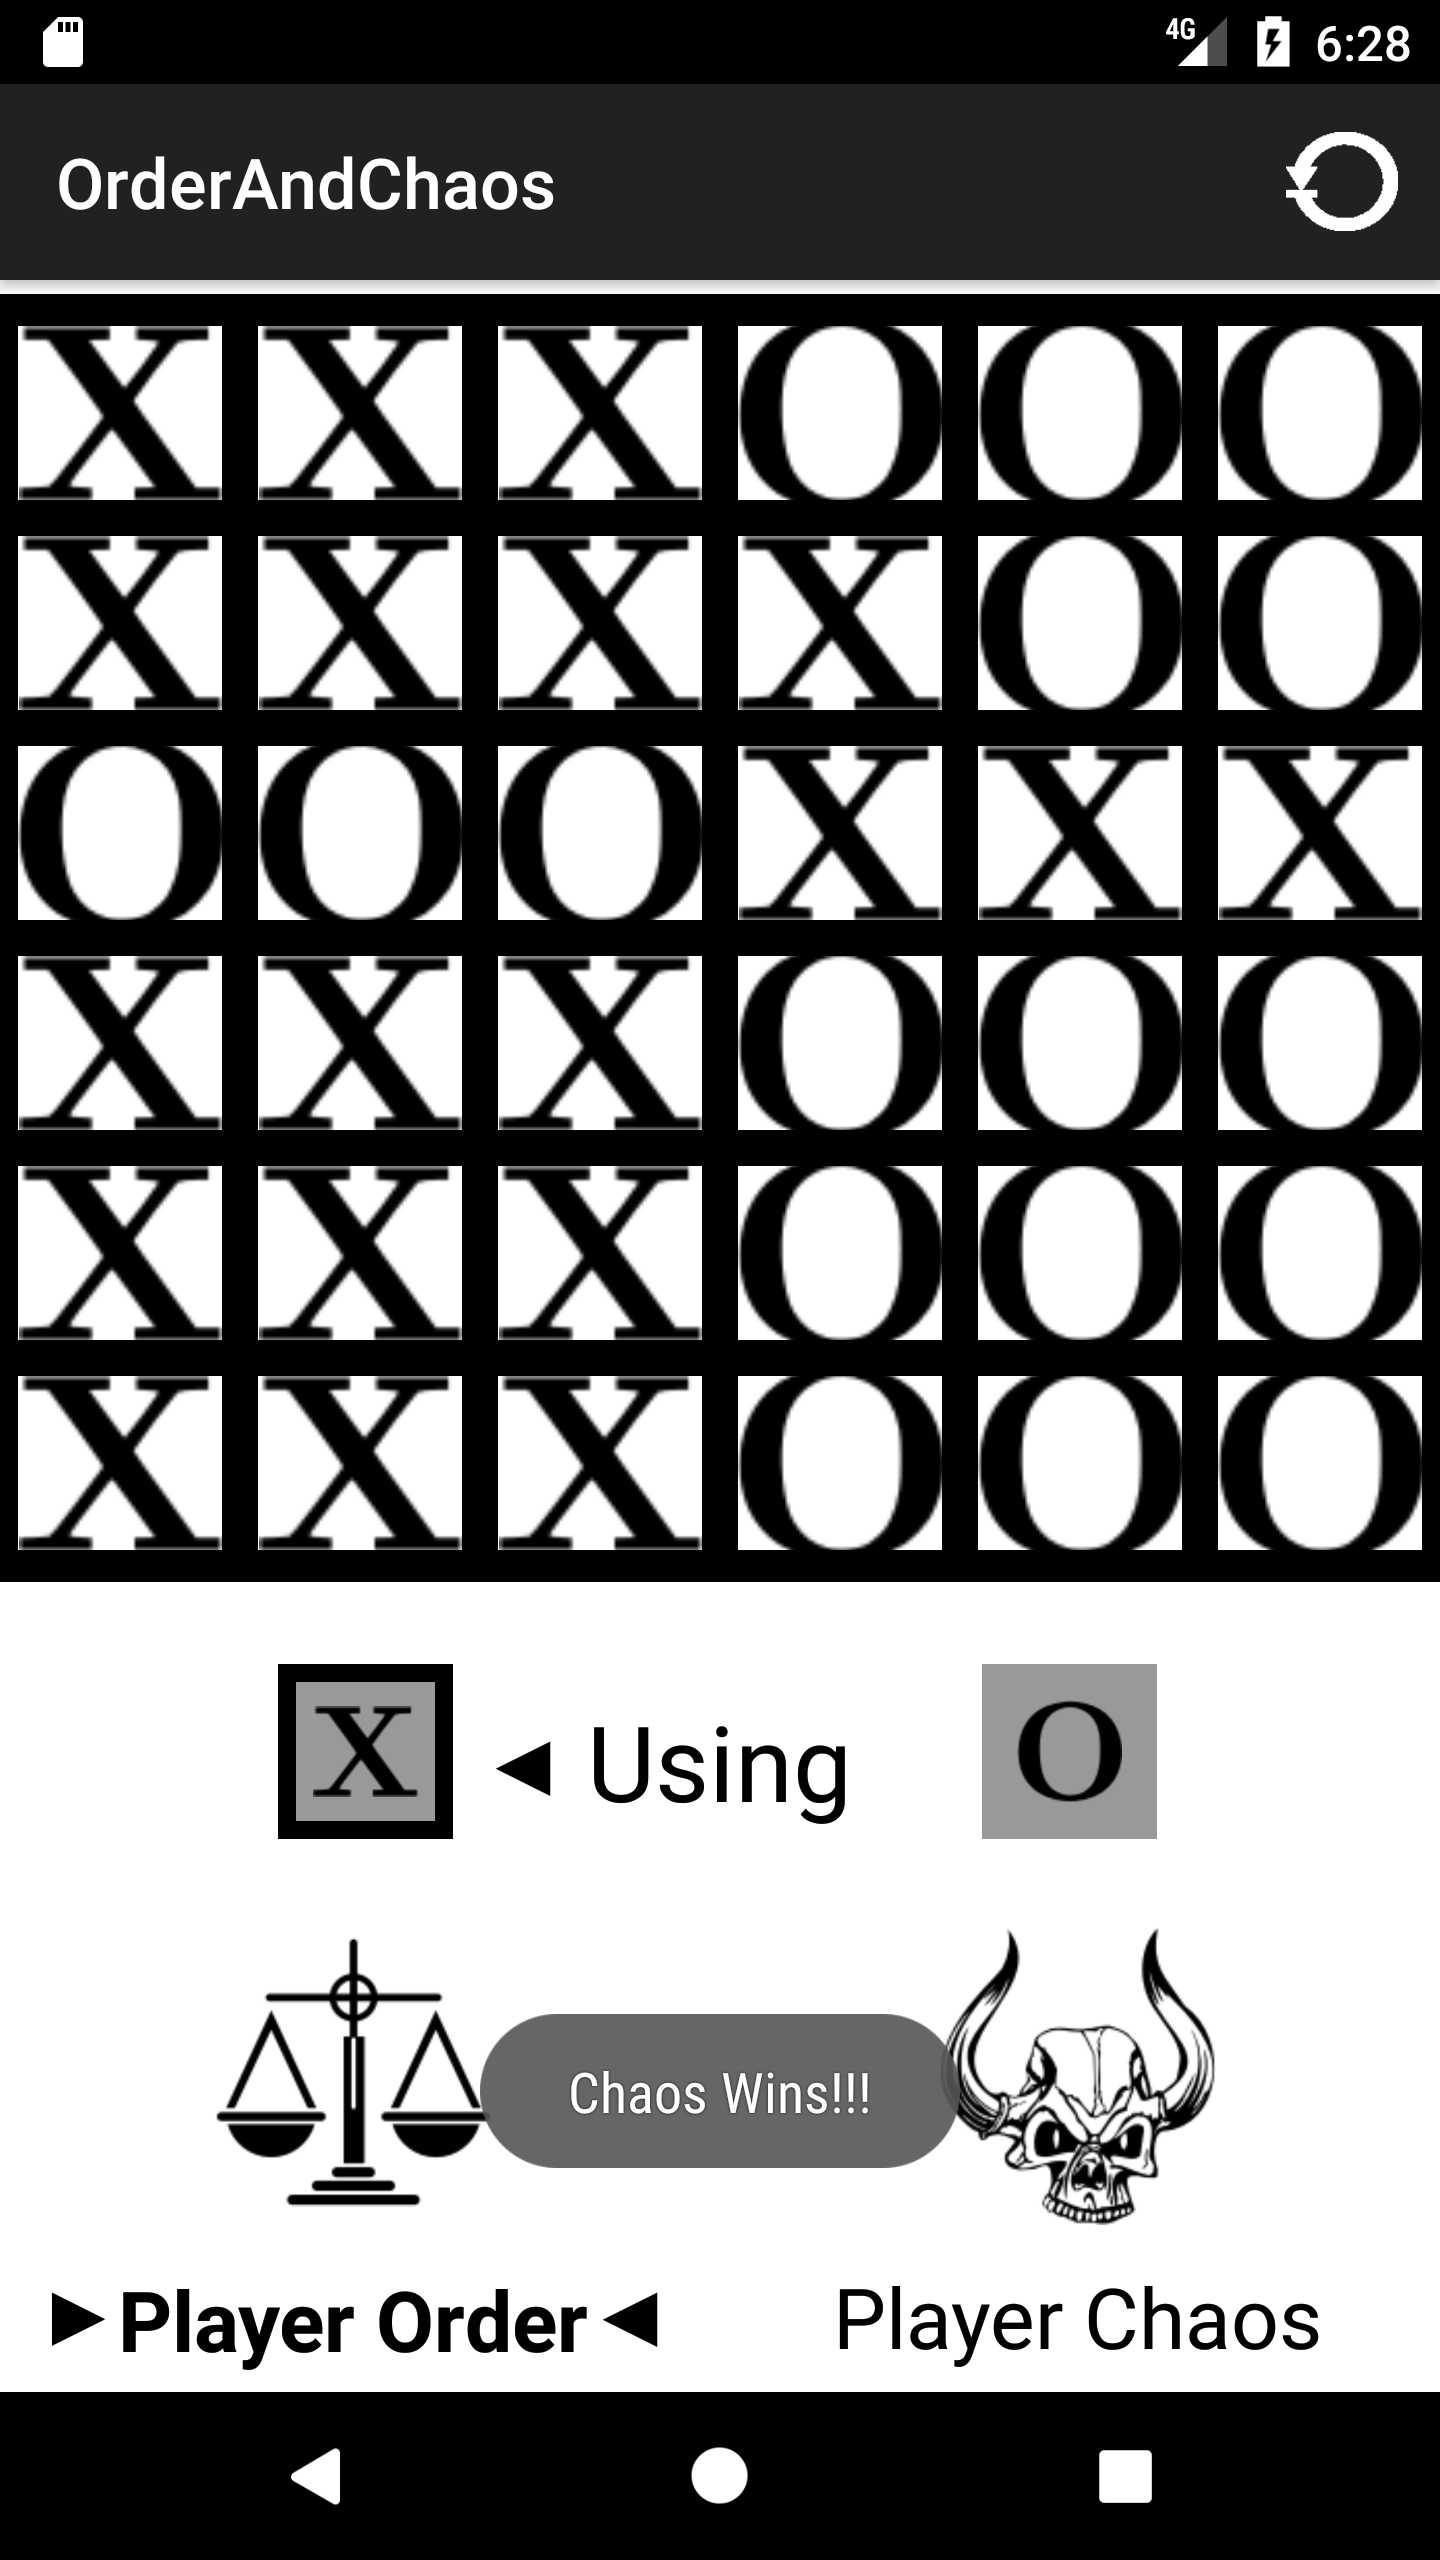 4G 6:28
OrderAndChaos
X X X O O O
X X X X O O
O O O X X X
X X X O O O
X X X O O O
X X X O O O
X ◄ Using O
Chaos Wins!!!
►Player Order◄ Player Chaos